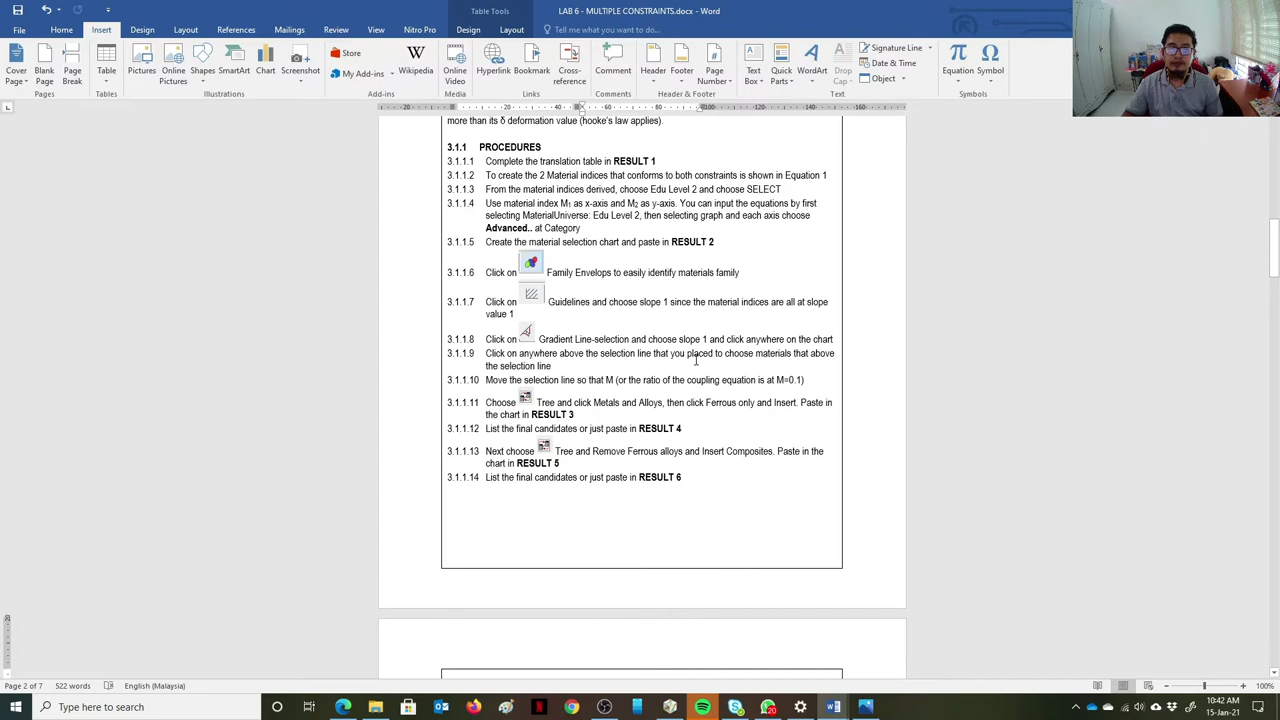 LAB 6 - MULTIPLE CONSTRAINTS.docx - Word
Table Tools
File
Home
Insert
Design
Layout
References
Mailings
Review
View
Nitro Pro
Design
Layout
Tell me what you want to do...
Cover Page
Blank Page
Page Break
Pages
Table
Tables
Pictures
Online Pictures
Shapes
SmartArt
Chart
Screenshot
Illustrations
Store
My Add-ins
Add-ins
Wikipedia
Online Video
Media
Hyperlink
Bookmark
Cross-reference
Links
Comment
Comments
Header
Footer
Page Number
Header & Footer
Text Box
Quick Parts
WordArt
Drop Cap
Signature Line
Date & Time
Object
Text
Equation
Symbol
Symbols
more than its δ deformation value (hooke's law applies).
3.1.1 PROCEDURES
3.1.1.1 Complete the translation table in RESULT 1
3.1.1.2 To create the 2 Material indices that conforms to both constraints is shown in Equation 1
3.1.1.3 From the material indices derived, choose Edu Level 2 and choose SELECT
3.1.1.4 Use material index M1 as x-axis and M2 as y-axis. You can input the equations by first
selecting MaterialUniverse: Edu Level 2, then selecting graph and each axis choose
Advanced.. at Category
3.1.1.5 Create the material selection chart and paste in RESULT 2
3.1.1.6 Click on Family Envelops to easily identify materials family
3.1.1.7 Click on Guidelines and choose slope 1 since the material indices are all at slope
value 1
3.1.1.8 Click on Gradient Line-selection and choose slope 1 and click anywhere on the chart
3.1.1.9 Click on anywhere above the selection line that you placed to choose materials that above
the selection line
3.1.1.10 Move the selection line so that M (or the ratio of the coupling equation is at M=0.1)
3.1.1.11 Choose Tree and click Metals and Alloys, then click Ferrous only and Insert. Paste in
the chart in RESULT 3
3.1.1.12 List the final candidates or just paste in RESULT 4
3.1.1.13 Next choose Tree and Remove Ferrous alloys and Insert Composites. Paste in the
chart in RESULT 5
3.1.1.14 List the final candidates or just paste in RESULT 6
Page 2 of 7
522 words
English (Malaysia)
100%
Type here to search
20
10:42 AM
15-Jan-21